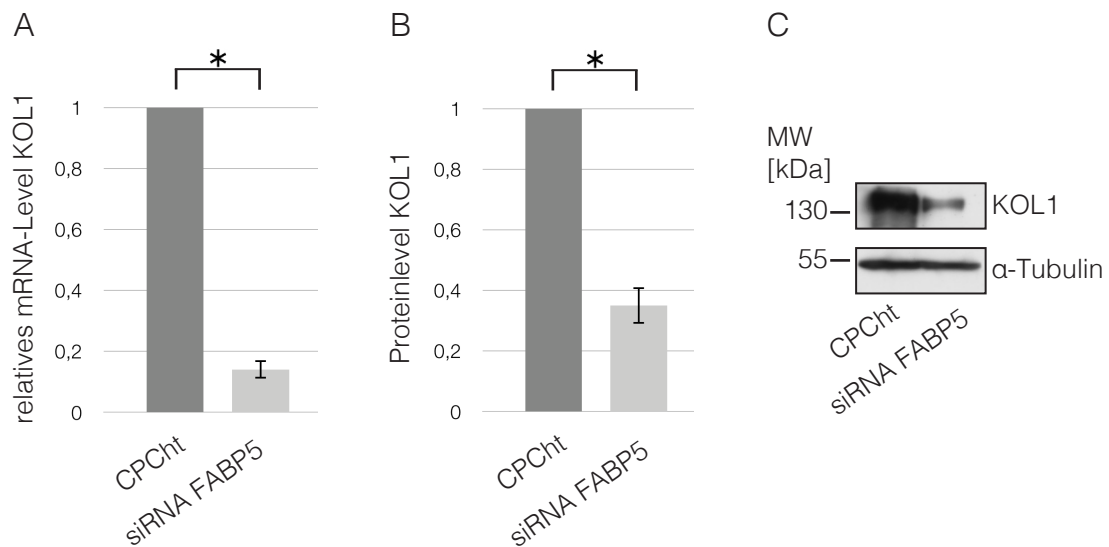 A
*
relatives mRNA-Level KOL1
1
0,8
0,6
0,4
0,2
0
CPCht
siRNA FABP5
B
*
Proteinlevel KOL1
1
0,8
0,6
0,4
0,2
0
CPCht
siRNA FABP5
C
MW
[kDa]
130
KOL1
55
α-Tubulin
CPCht
siRNA FABP5